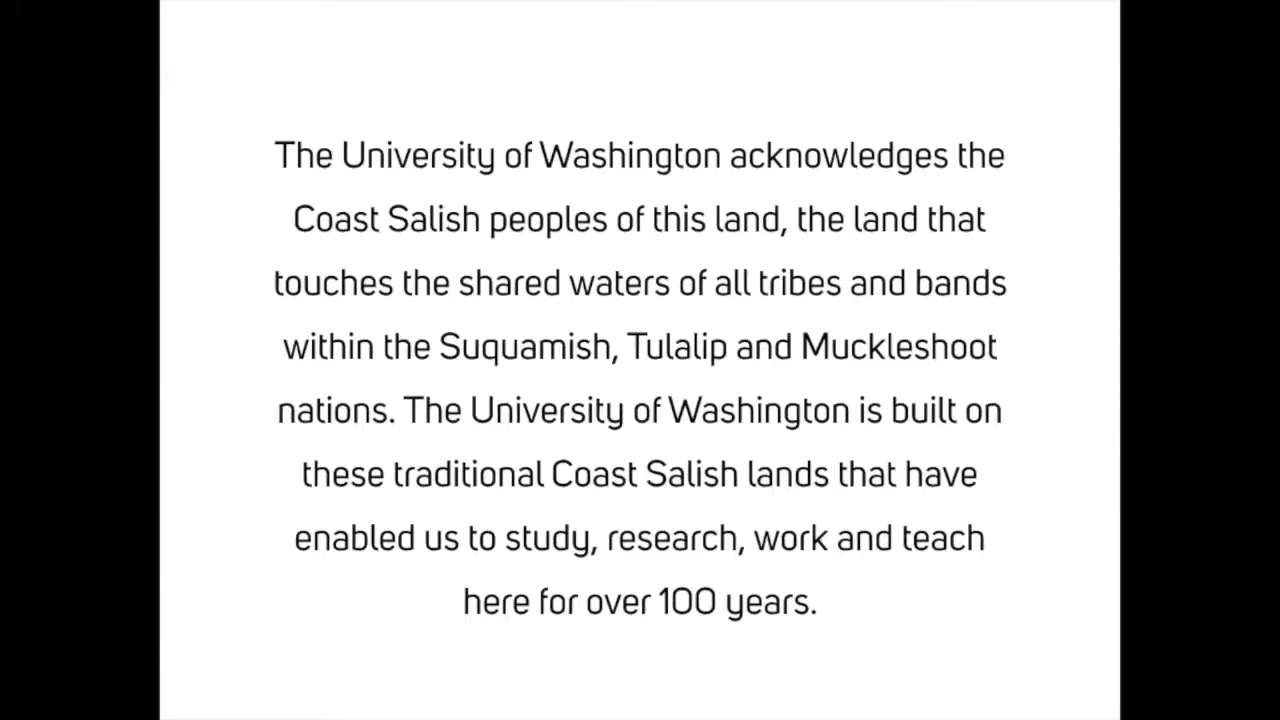 The University of Washington acknowledges the
Coast Salish peoples of this land, the land that
touches the shared waters of all tribes and bands
within the Suquamish, Tulalip and Muckleshoot
nations. The University of Washington is built on
these traditional Coast Salish lands that have
enabled us to study, research, work and teach
here for over 100 years.